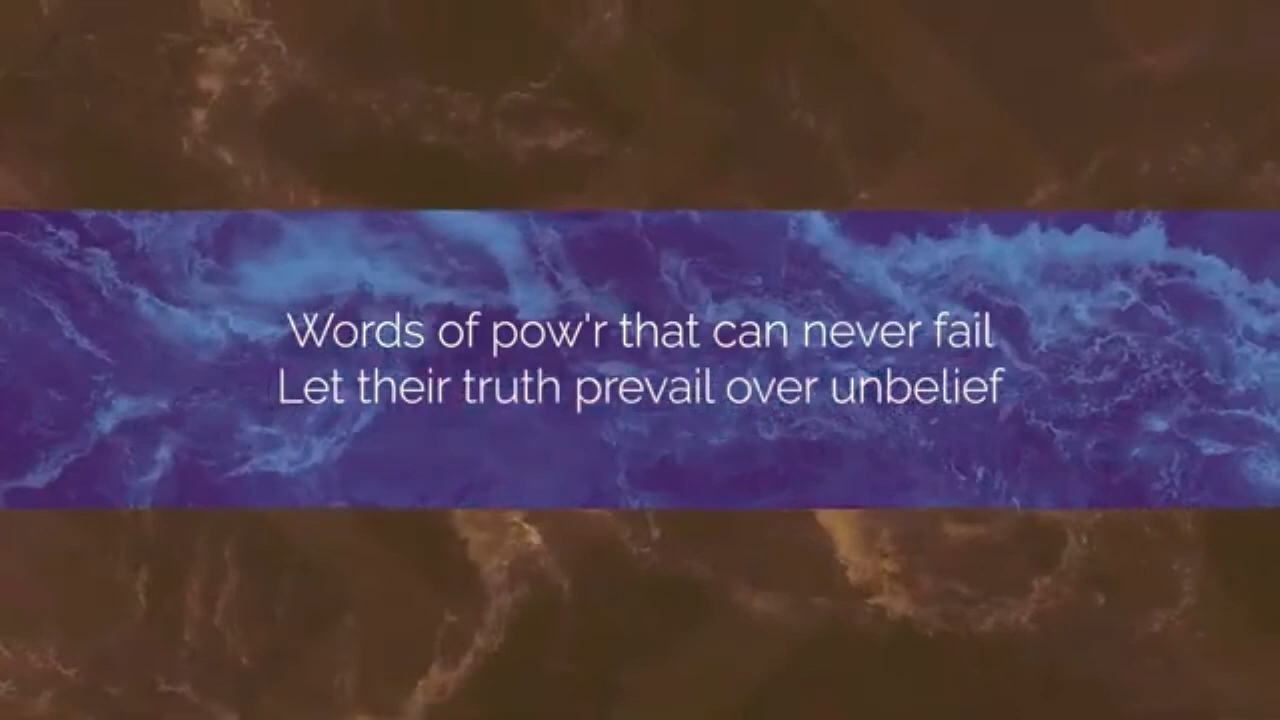 Words of pow'r that can never fail
Let their truth prevail over unbelief